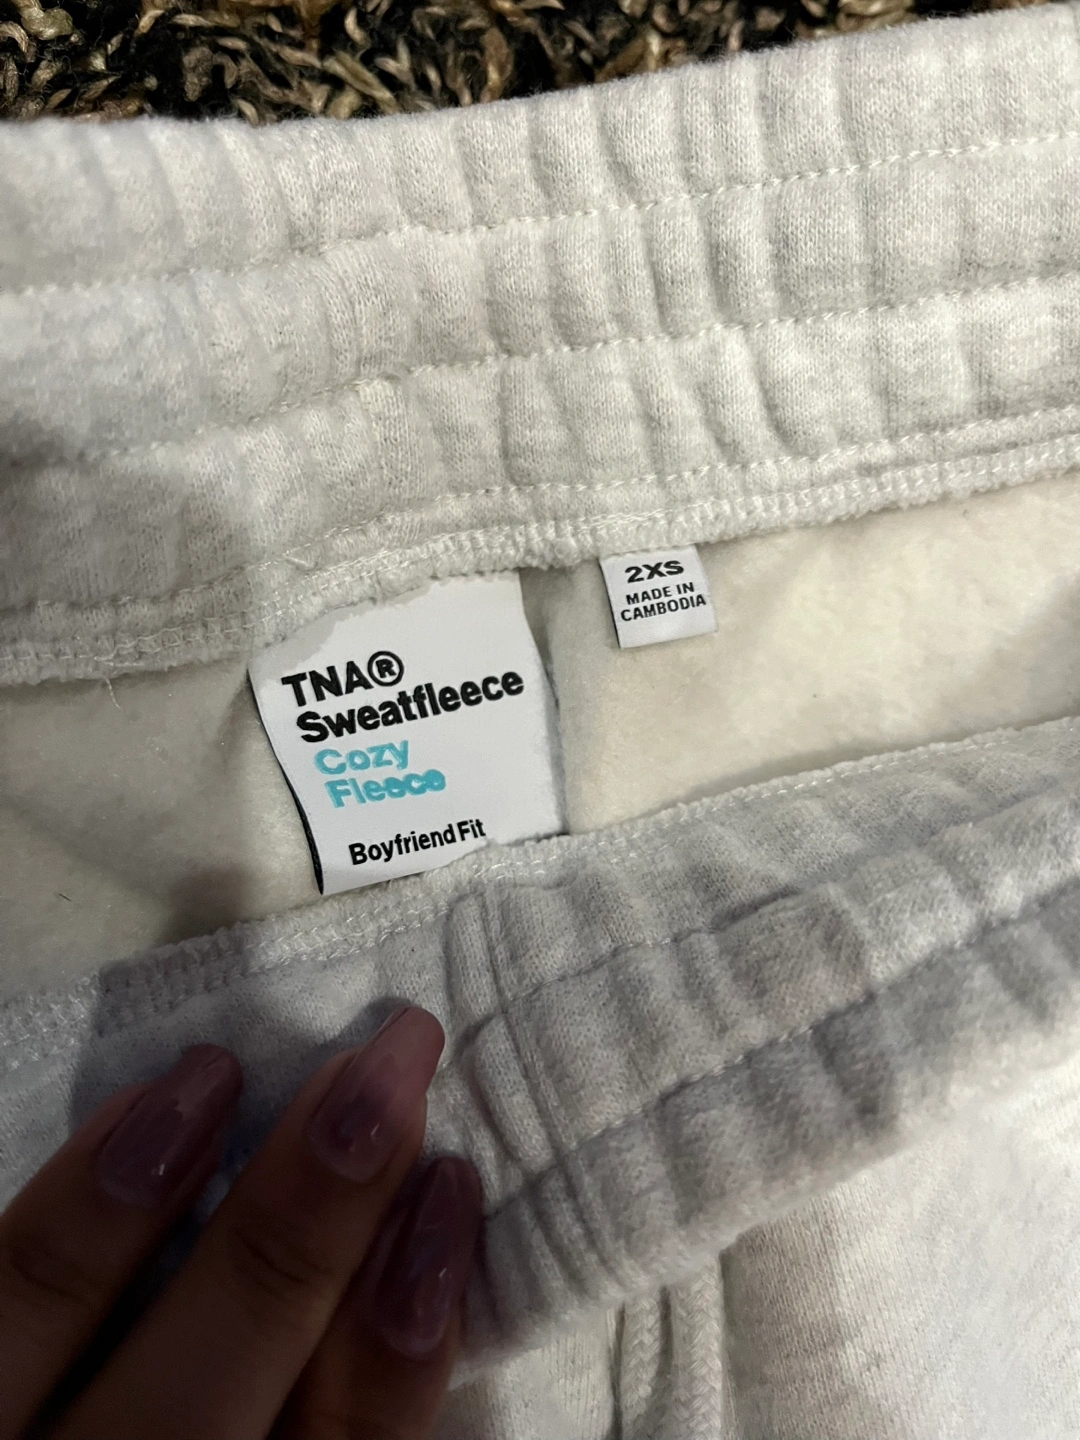 TNA®
Sweatfleece
Cozy
Fleece
Boyfriend Fit
2XS
MADE IN
CAMBODIA